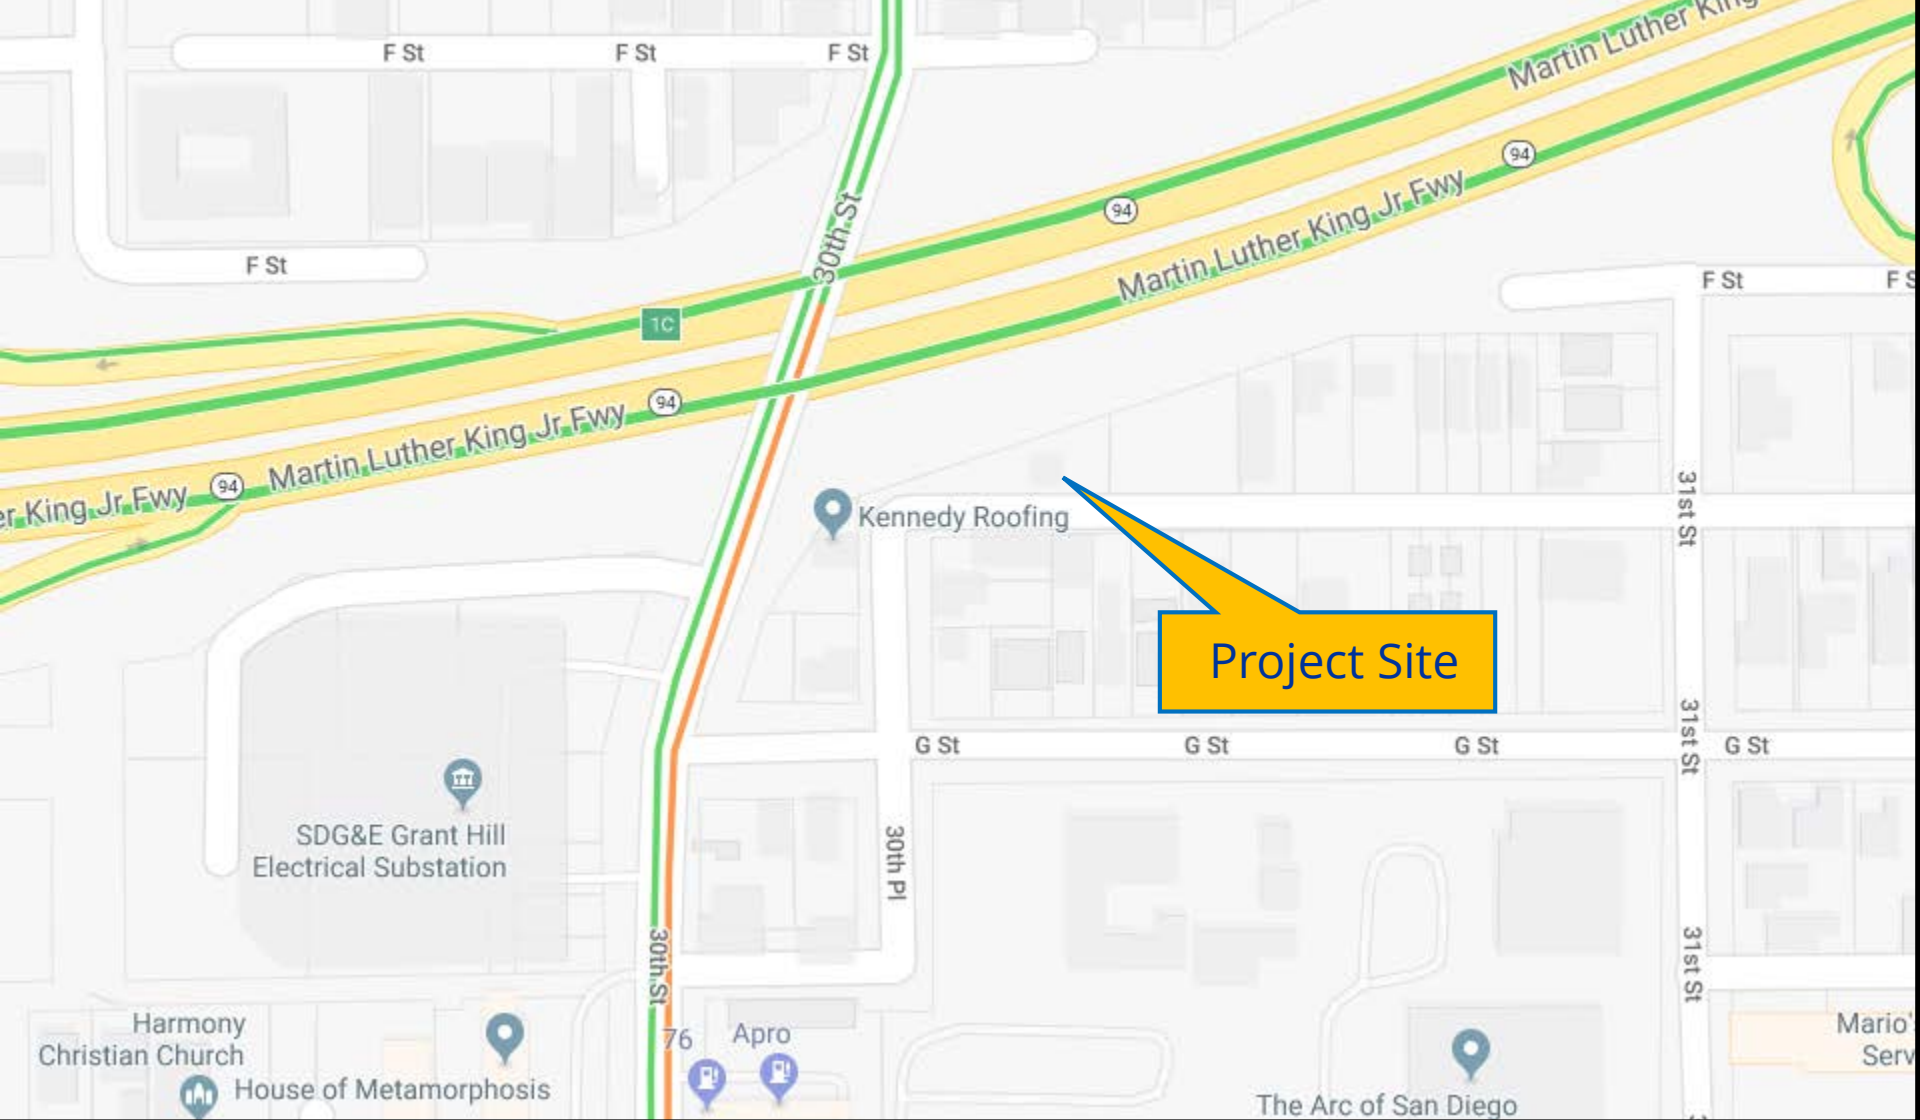 Martin Luther King
F St
F St
F St
94
30th St
94
Martin Luther King Jr Fwy
F St
F St
F S
1C
94
Martin Luther King Jr Fwy
94
er King Jr Fwy
31st St
Kennedy Roofing
Project Site
31st St
G St
G St
G St
G St
SDG&E Grant Hill
Electrical Substation
30th Pl
30th St
31st St
Harmony
Christian Church
House of Metamorphosis
76
Apro
Mario'
Serv
The Arc of San Diego